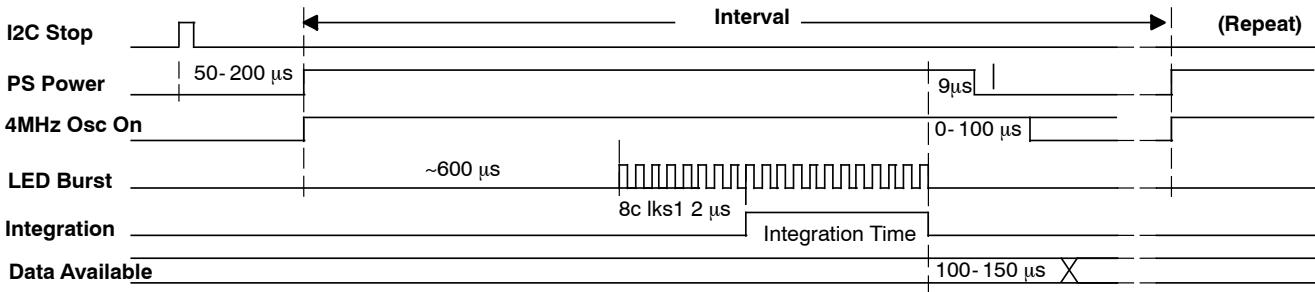 Interval
I2C Stop
(Repeat)
50- 200 μs
PS Power
9μs
4MHz Osc On
0- 100 μs
~600 μs
LED Burst
8c lks1 2 μs
Integration
Integration Time
Data Available
100- 150 μs